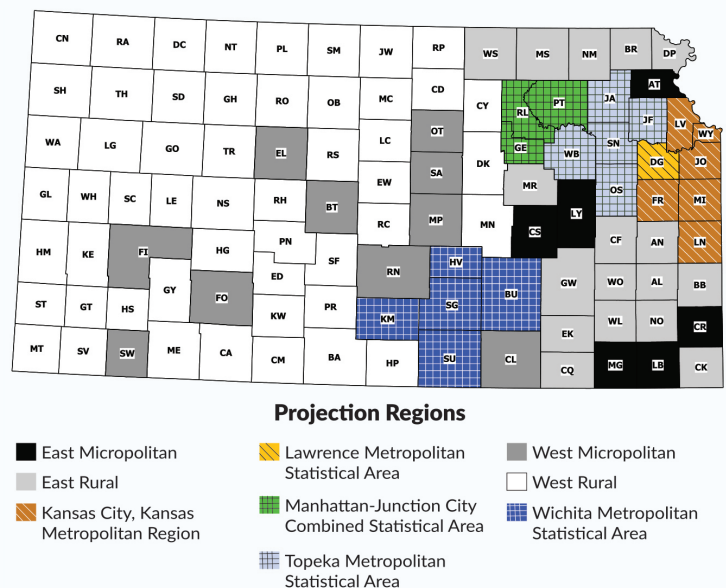 CN RA DC NT PL SM JW RP WS MS NM BR DP
SH TH SD GH RO OB MC CD CY RL PT JA AT
WA LG GO TR EL RS LC OT DK GE WB SN JF LV WY
GL WH SC LE NS RH BT EW SA MR OS DG JO
HM KE FI HG PN RC MP MN CS LY FR MI
ST GT HS GY FO ED SF RN HV CF AN LN
MT SV SW ME CA KW PR KM SG BU GW WO AL BB
CM BA HP SU CL EK WL NO CR
CQ MG LB CK
Projection Regions
East Micropolitan
East Rural
Kansas City, Kansas
Metropolitan Region
Lawrence Metropolitan
Statistical Area
Manhattan-Junction City
Combined Statistical Area
Topeka Metropolitan
Statistical Area
West Micropolitan
West Rural
Wichita Metropolitan
Statistical Area